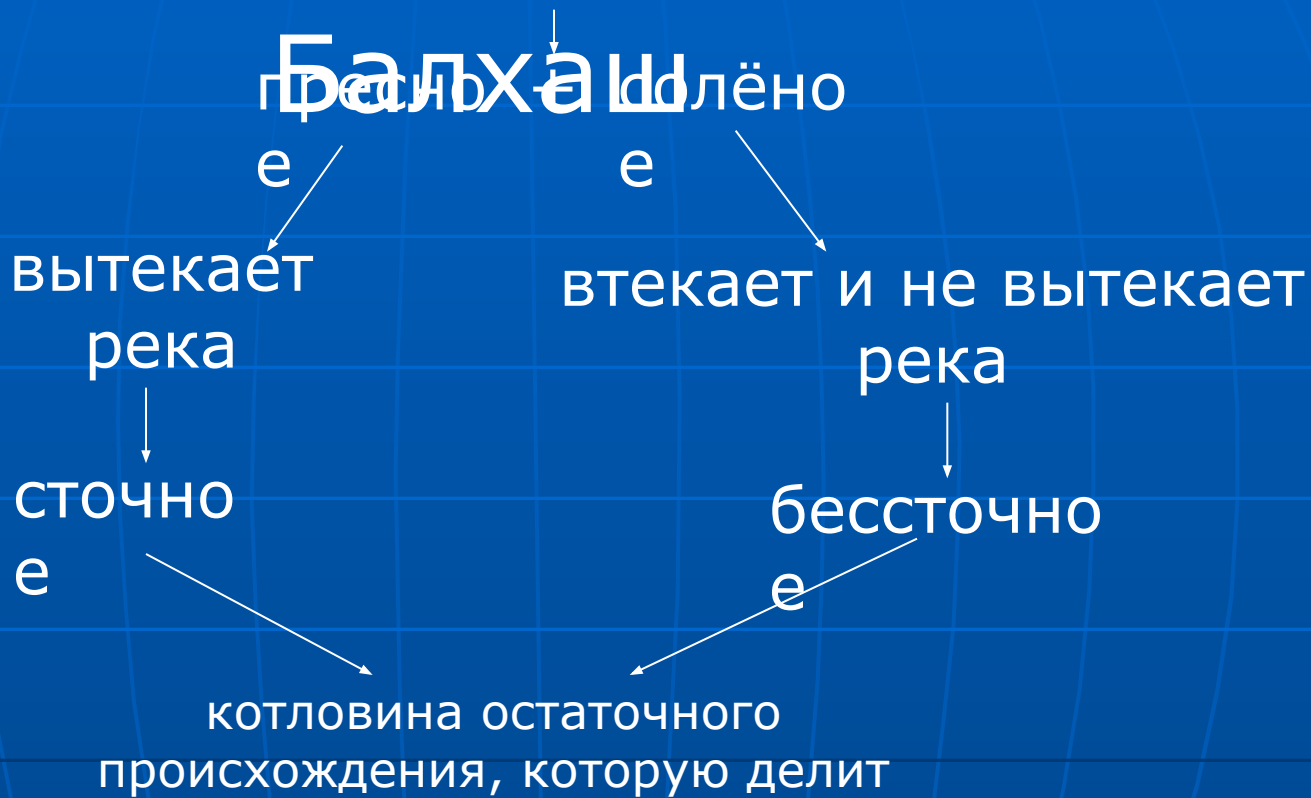 Балхаш
пресно + солёно
е е
вытекает
река
втекает и не вытекает
река
сточно
е
бессточно
е
котловина остаточного
происхождения, которую делит